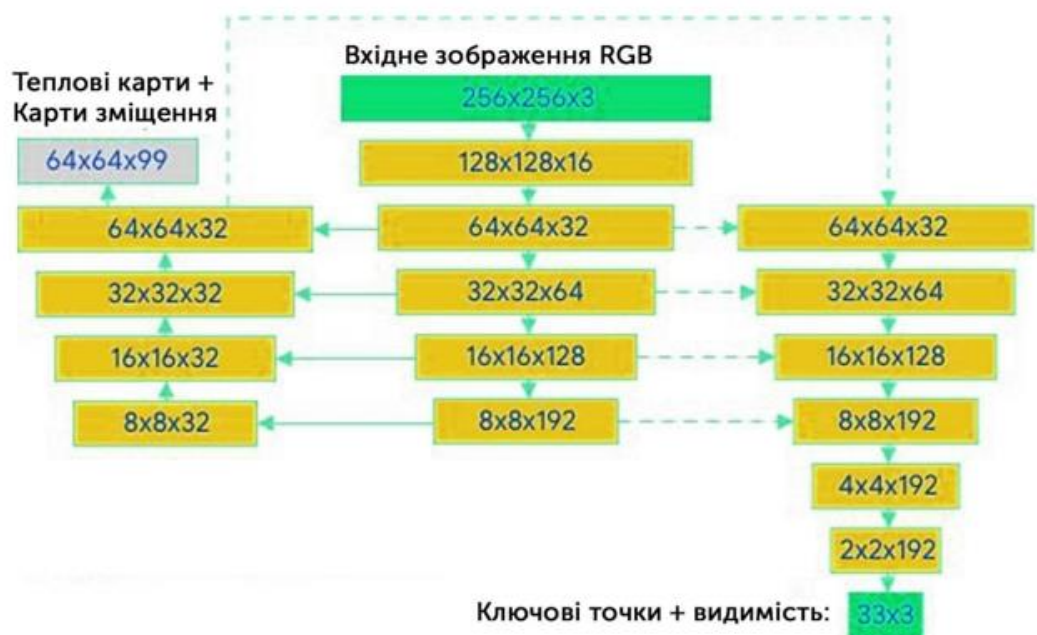 Вхідне зображення RGB
Теплові карти +
Карти зміщення
256x256x3
64x64x99
128x128x16
64x64x32
64x64x32
64x64x32
32x32x32
32x32x64
32x32x64
16x16x32
16x16x128
16x16x128
8x8x32
8x8x192
8x8x192
4x4x192
2x2x192
Ключові точки + видимість:
33x3